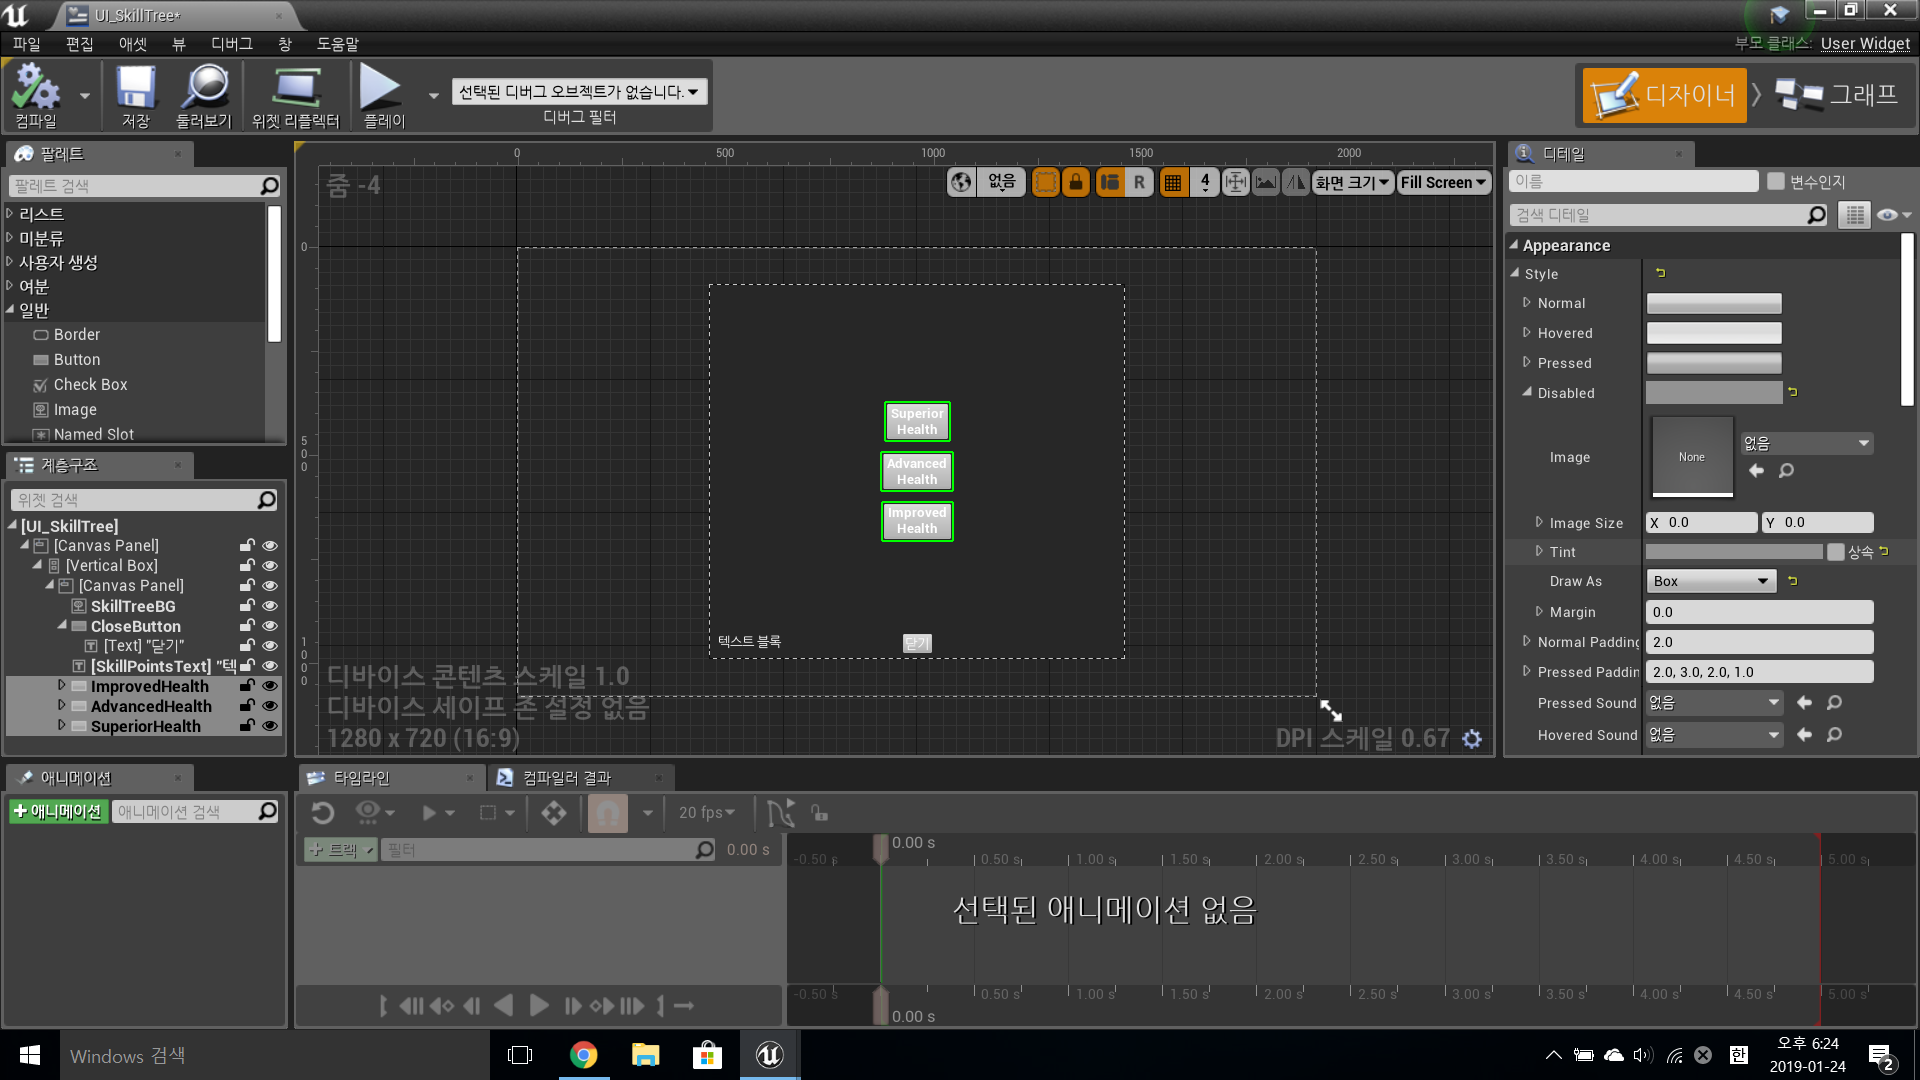 UI_SkillTree*
파일 편집 애셋 뷰 디버그 창 도움말
부모 클래스: User Widget
컴파일 저장 둘러보기 위젯 리플렉터 플레이
선택된 디버그 오브젝트가 없습니다.
디버그 필터
디자이너 그래프
팔레트
팔레트 검색
리스트
미분류
사용자 생성
여분
일반
Border
Button
Check Box
Image
Named Slot
계층구조
위젯 검색
[UI_SkillTree]
[Canvas Panel]
[Vertical Box]
[Canvas Panel]
SkillTreeBG
CloseButton
[Text] "닫기"
[SkillPointsText] "텍
ImprovedHealth
AdvancedHealth
SuperiorHealth
0 500 1000 1500 2000
줌 -4
없음 R 4 화면 크기 Fill Screen
0
5
0
0
1
0
0
0
Superior
Health
Advanced
Health
Improved
Health
텍스트 블록 닫기
디바이스 콘텐츠 스케일 1.0
디바이스 세이프 존 설정 없음
1280 x 720 (16:9)
DPI 스케일 0.67
디테일
이름 변수인지
검색 디테일
Appearance
Style
Normal
Hovered
Pressed
Disabled
Image None 없음
Image Size X 0.0 Y 0.0
Tint 상속
Draw As Box
Margin 0.0
Normal Padding 2.0
Pressed Paddin 2.0, 3.0, 2.0, 1.0
Pressed Sound 없음
Hovered Sound 없음
애니메이션
+애니메이션 애니메이션 검색
타임라인 컴파일러 결과
20 fps
+ 트랙 필터 0.00 s
0.00 s
-0.50 s 0.50 s 1.00 s 1.50 s 2.00 s 2.50 s 3.00 s 3.50 s 4.00 s 4.50 s 5.00 s
선택된 애니메이션 없음
-0.50 s 0.50 s 1.00 s 1.50 s 2.00 s 2.50 s 3.00 s 3.50 s 4.00 s 4.50 s 5.00 s
0.00 s
Windows 검색
한
오후 6:24
2019-01-24
2